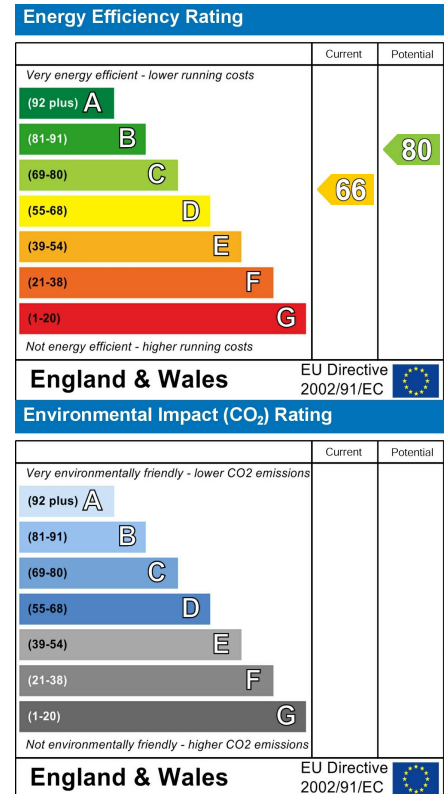 Energy Efficiency Rating
Current Potential
Very energy efficient - lower running costs
(92 plus) A
(81-91) B
80
(69-80) C
66
(55-68) D
(39-54) E
(21-38) F
(1-20) G
Not energy efficient - higher running costs
England & Wales
EU Directive
2002/91/EC
Environmental Impact (CO₂) Rating
Current Potential
Very environmentally friendly - lower CO2 emissions
(92 plus) A
(81-91) B
(69-80) C
(55-68) D
(39-54) E
(21-38) F
(1-20) G
Not environmentally friendly - higher CO2 emissions
England & Wales
EU Directive
2002/91/EC